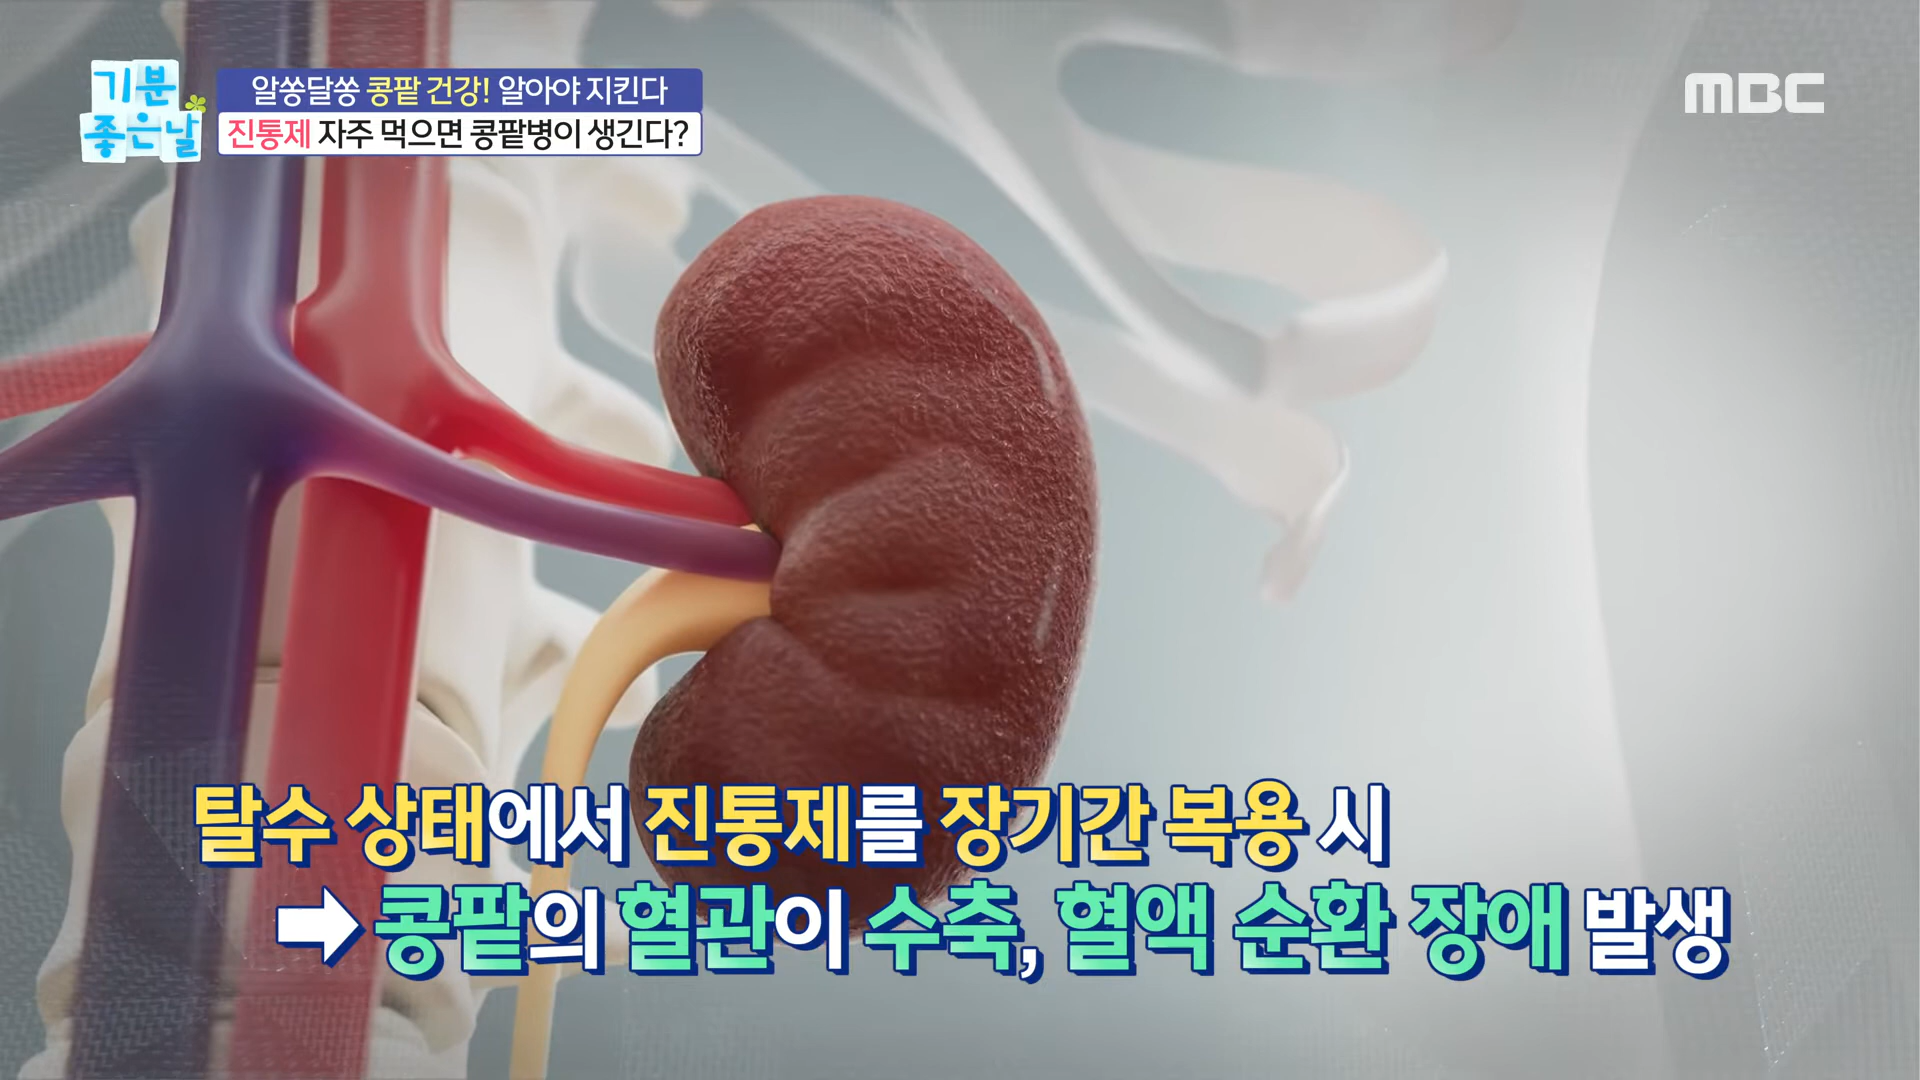 기분
좋은날
알쏭달쏭 콩팥 건강! 알아야 지킨다
진통제 자주 먹으면 콩팥병이 생긴다?
MBC
탈수 상태에서 진통제를 장기간 복용 시
➡ 콩팥의 혈관이 수축, 혈액 순환 장애 발생